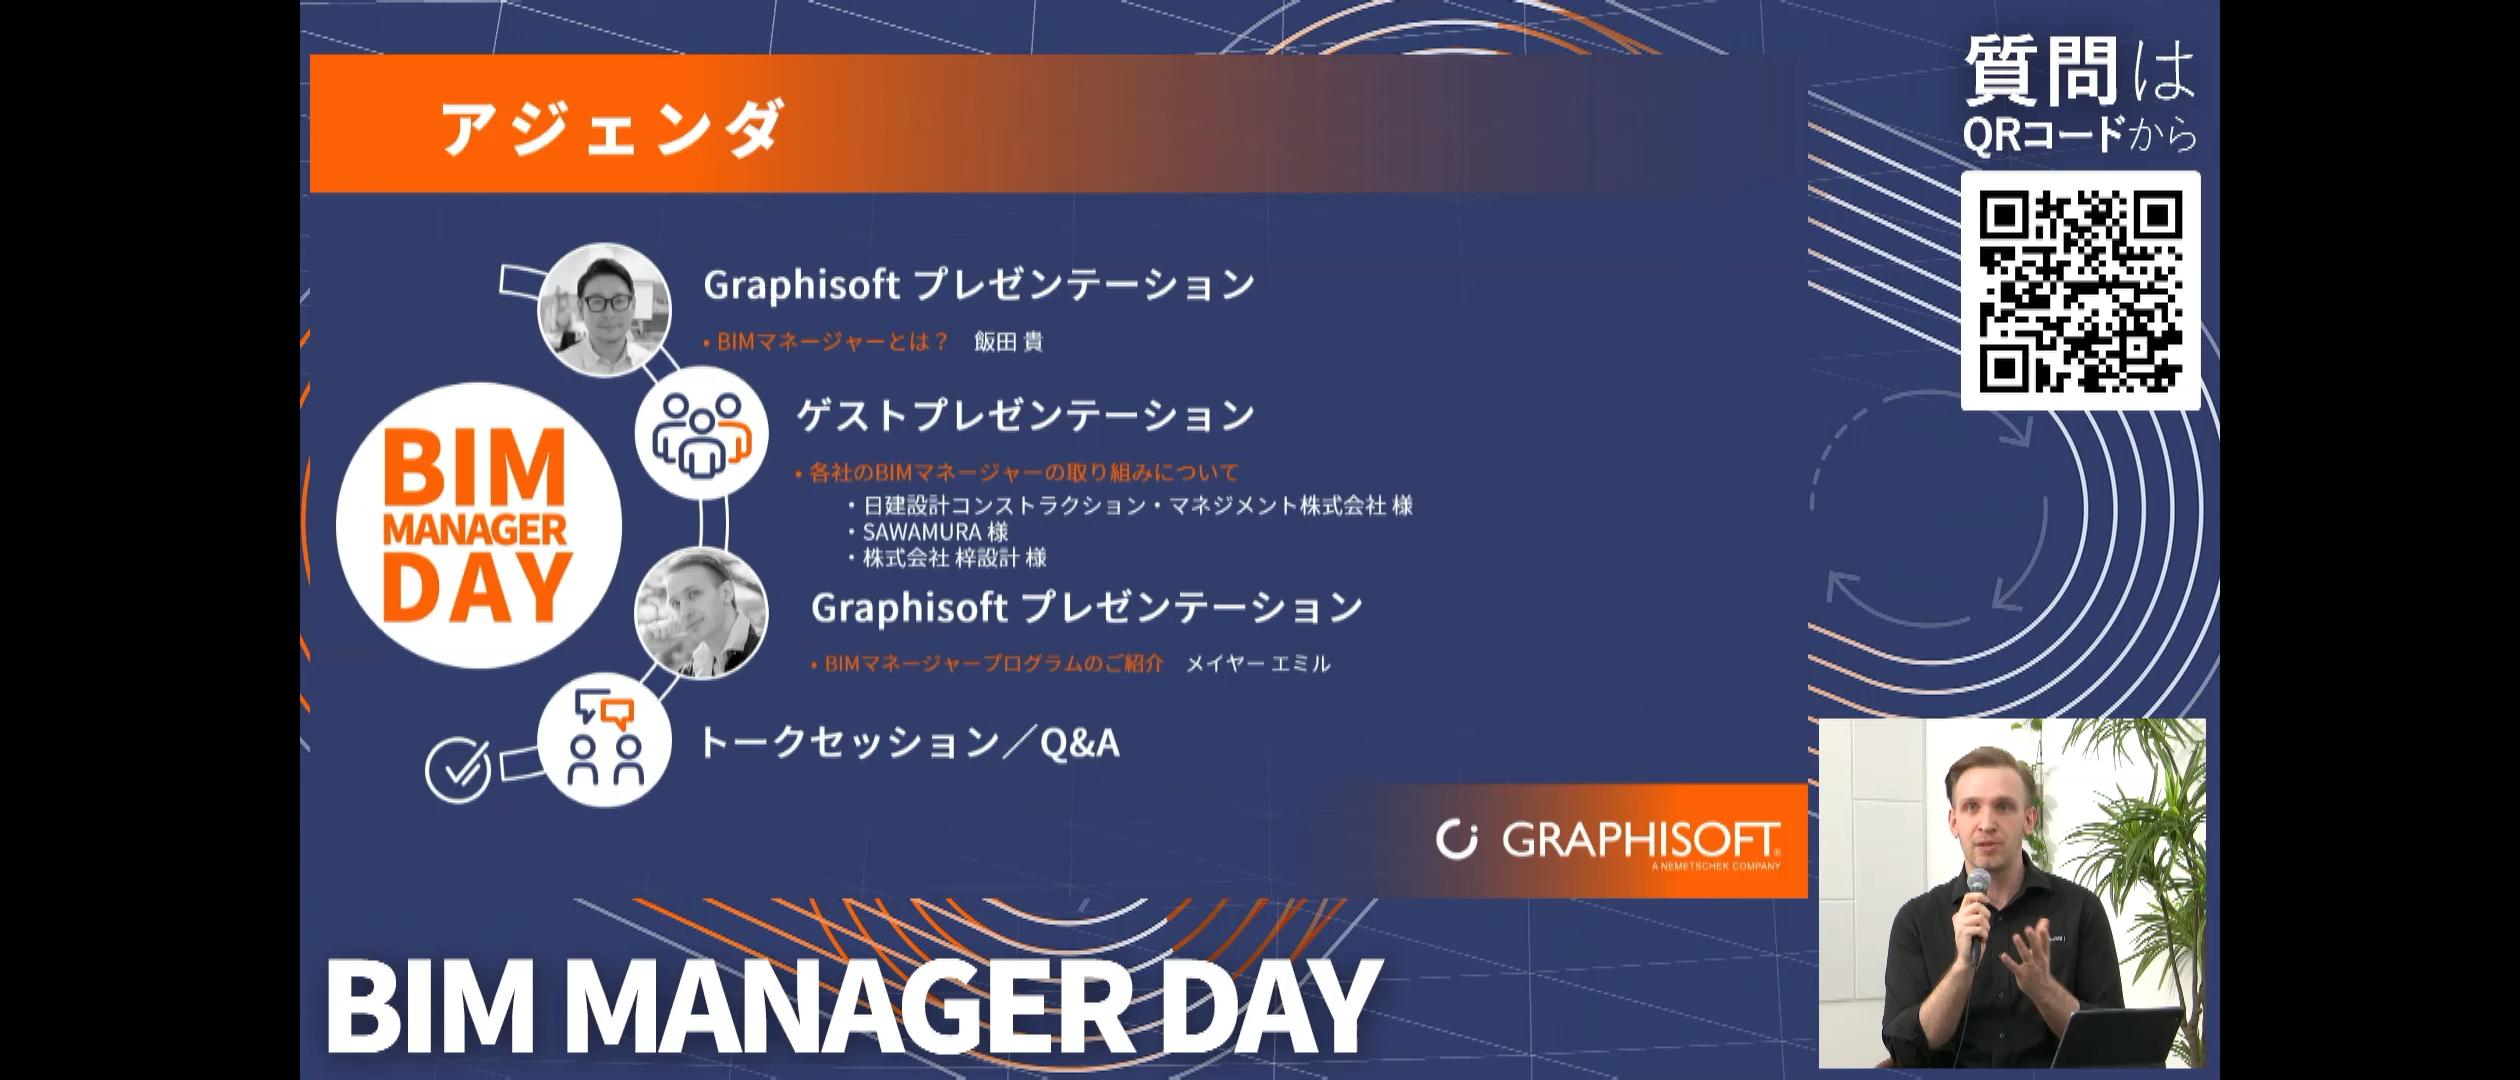 アジェンダ
質問は
QRコードから
Graphisoft プレゼンテーション
• BIMマネージャーとは？ 飯田 貴
ゲストプレゼンテーション
• 各社のBIMマネージャーの取り組みについて
・日建設計コンストラクション・マネジメント株式会社 様
・SAWAMURA 様
・株式会社 梓設計 様
Graphisoft プレゼンテーション
• BIMマネージャープログラムのご紹介 メイヤー エミル
トークセッション／Q&A
BIM
MANAGER
DAY
GRAPHISOFT®
A NEMETSCHEK COMPANY
BIM MANAGER DAY